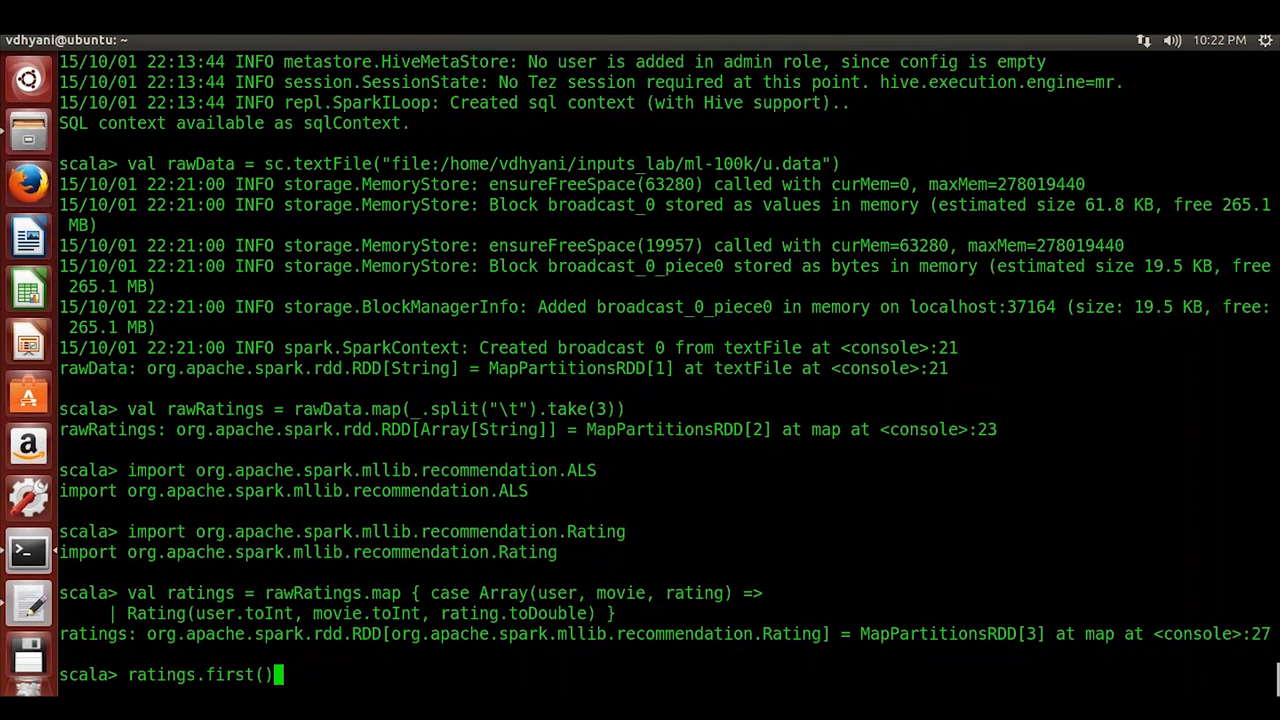 vdhyani@ubuntu: ~
10:22 PM
15/10/01 22:13:44 INFO metastore.HiveMetaStore: No user is added in admin role, since config is empty
15/10/01 22:13:44 INFO session.SessionState: No Tez session required at this point. hive.execution.engine=mr.
15/10/01 22:13:44 INFO repl.SparkILoop: Created sql context (with Hive support)..
SQL context available as sqlContext.
scala> val rawData = sc.textFile("file:/home/vdhyani/inputs_lab/ml-100k/u.data")
15/10/01 22:21:00 INFO storage.MemoryStore: ensureFreeSpace(63280) called with curMem=0, maxMem=278019440
15/10/01 22:21:00 INFO storage.MemoryStore: Block broadcast_0 stored as values in memory (estimated size 61.8 KB, free 265.1
MB)
15/10/01 22:21:00 INFO storage.MemoryStore: ensureFreeSpace(19957) called with curMem=63280, maxMem=278019440
15/10/01 22:21:00 INFO storage.MemoryStore: Block broadcast_0_piece0 stored as bytes in memory (estimated size 19.5 KB, free
265.1 MB)
15/10/01 22:21:00 INFO storage.BlockManagerInfo: Added broadcast_0_piece0 in memory on localhost:37164 (size: 19.5 KB, free:
265.1 MB)
15/10/01 22:21:00 INFO spark.SparkContext: Created broadcast 0 from textFile at <console>:21
rawData: org.apache.spark.rdd.RDD[String] = MapPartitionsRDD[1] at textFile at <console>:21
scala> val rawRatings = rawData.map(_.split("\t").take(3))
rawRatings: org.apache.spark.rdd.RDD[Array[String]] = MapPartitionsRDD[2] at map at <console>:23
scala> import org.apache.spark.mllib.recommendation.ALS
import org.apache.spark.mllib.recommendation.ALS
scala> import org.apache.spark.mllib.recommendation.Rating
import org.apache.spark.mllib.recommendation.Rating
scala> val ratings = rawRatings.map { case Array(user, movie, rating) =>
| Rating(user.toInt, movie.toInt, rating.toDouble) }
ratings: org.apache.spark.rdd.RDD[org.apache.spark.mllib.recommendation.Rating] = MapPartitionsRDD[3] at map at <console>:27
scala> ratings.first()